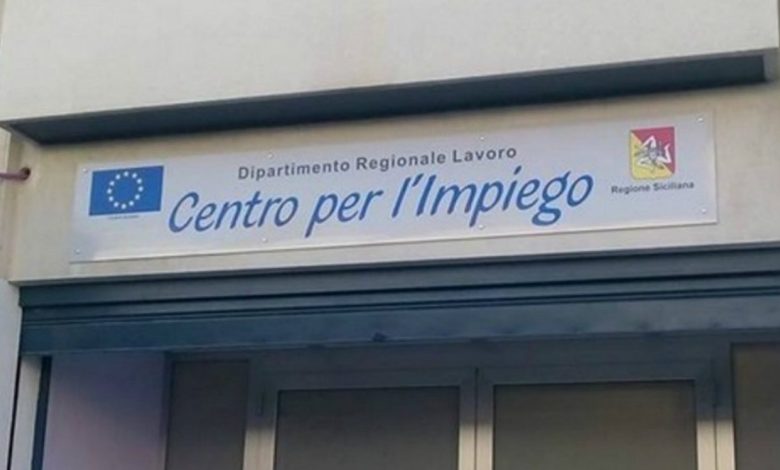 Dipartimento Regionale Lavoro
Centro per l'Impiego
Regione Siciliana